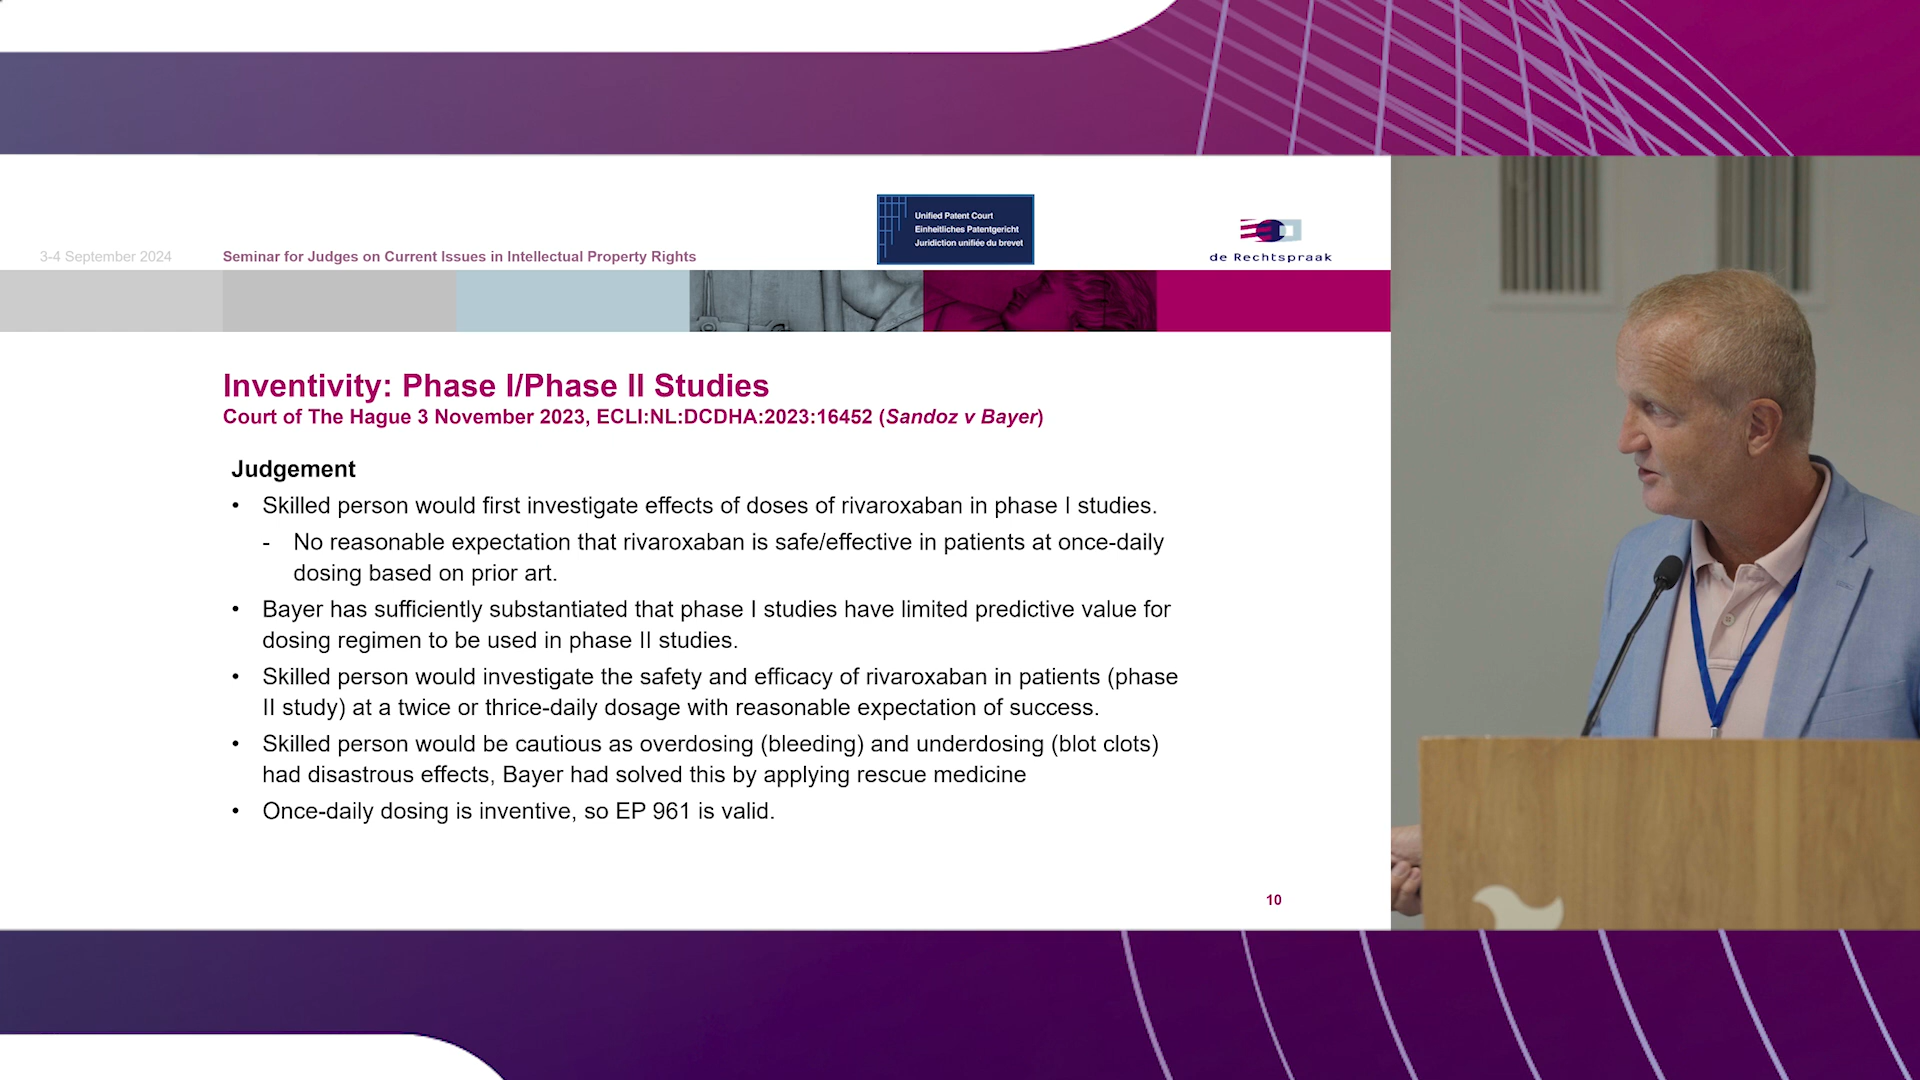 Unified Patent Court
Einheitliches Patentgericht
Juridiction unifiée du brevet
3-4 September 2024
Seminar for Judges on Current Issues in Intellectual Property Rights
de Rechtspraak
Inventivity: Phase I/Phase II Studies
Court of The Hague 3 November 2023, ECLI:NL:DCDHA:2023:16452 (Sandoz v Bayer)
Judgement
• Skilled person would first investigate effects of doses of rivaroxaban in phase I studies.
- No reasonable expectation that rivaroxaban is safe/effective in patients at once-daily
dosing based on prior art.
• Bayer has sufficiently substantiated that phase I studies have limited predictive value for
dosing regimen to be used in phase II studies.
• Skilled person would investigate the safety and efficacy of rivaroxaban in patients (phase
II study) at a twice or thrice-daily dosage with reasonable expectation of success.
• Skilled person would be cautious as overdosing (bleeding) and underdosing (blot clots)
had disastrous effects, Bayer had solved this by applying rescue medicine
• Once-daily dosing is inventive, so EP 961 is valid.
10